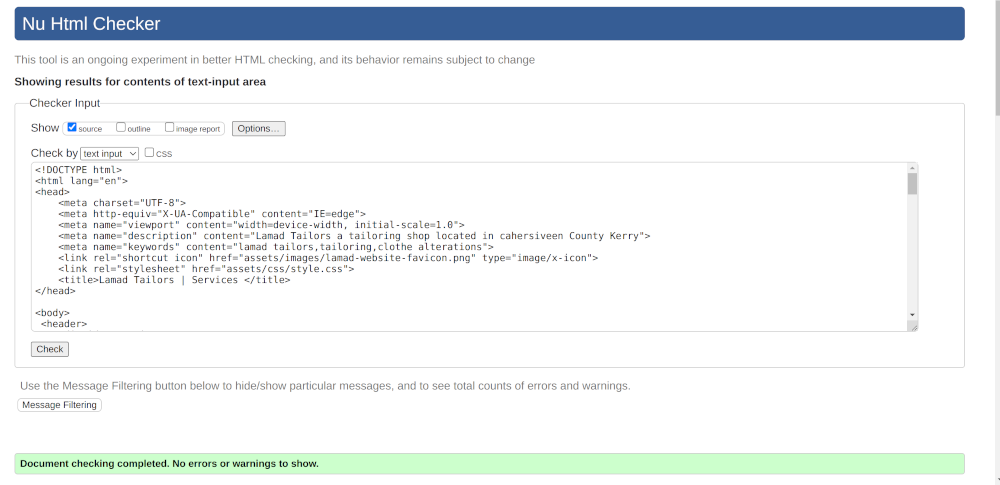 Nu Html Checker
This tool is an ongoing experiment in better HTML checking, and its behavior remains subject to change
Showing results for contents of text-input area
Checker Input
Show source outline image report Options...
Check by text input css
<!DOCTYPE html>
<html lang="en">
<head>
    <meta charset="UTF-8">
    <meta http-equiv="X-UA-Compatible" content="IE=edge">
    <meta name="viewport" content="width=device-width, initial-scale=1.0">
    <meta name="description" content="Lamad Tailors a tailoring shop located in cahersiveen County Kerry">
    <meta name="keywords" content="lamad tailors,tailoring,clothe alterations">
    <link rel="shortcut icon" href="assets/images/lamad-website-favicon.png" type="image/x-icon">
    <link rel="stylesheet" href="assets/css/style.css">
    <title>Lamad Tailors | Services </title>
</head>
<body>
 <header>
Check
Use the Message Filtering button below to hide/show particular messages, and to see total counts of errors and warnings.
Message Filtering
Document checking completed. No errors or warnings to show.